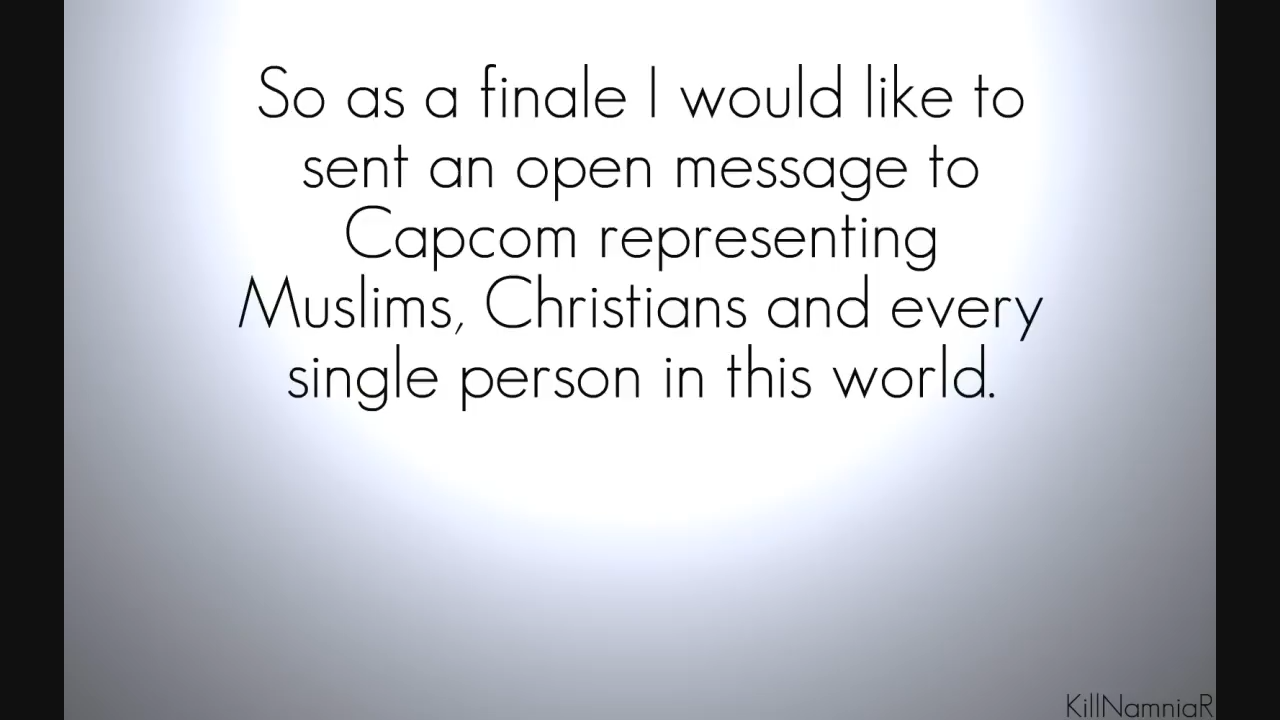 So as a finale I would like to
sent an open message to
Capcom representing
Muslims, Christians and every
single person in this world.
KillNamniaR